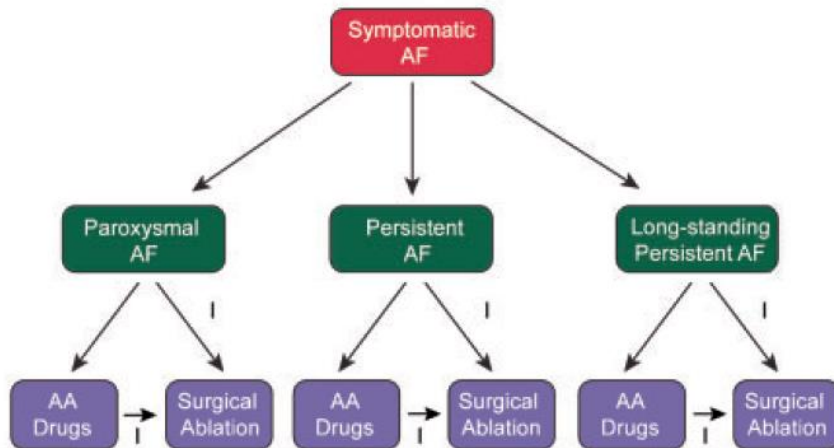 Symptomatic
AF
Paroxysmal
AF
Persistent
AF
Long-standing
Persistent AF
I
I
I
AA
Drugs
I
Surgical
Ablation
AA
Drugs
I
Surgical
Ablation
AA
Drugs
I
Surgical
Ablation